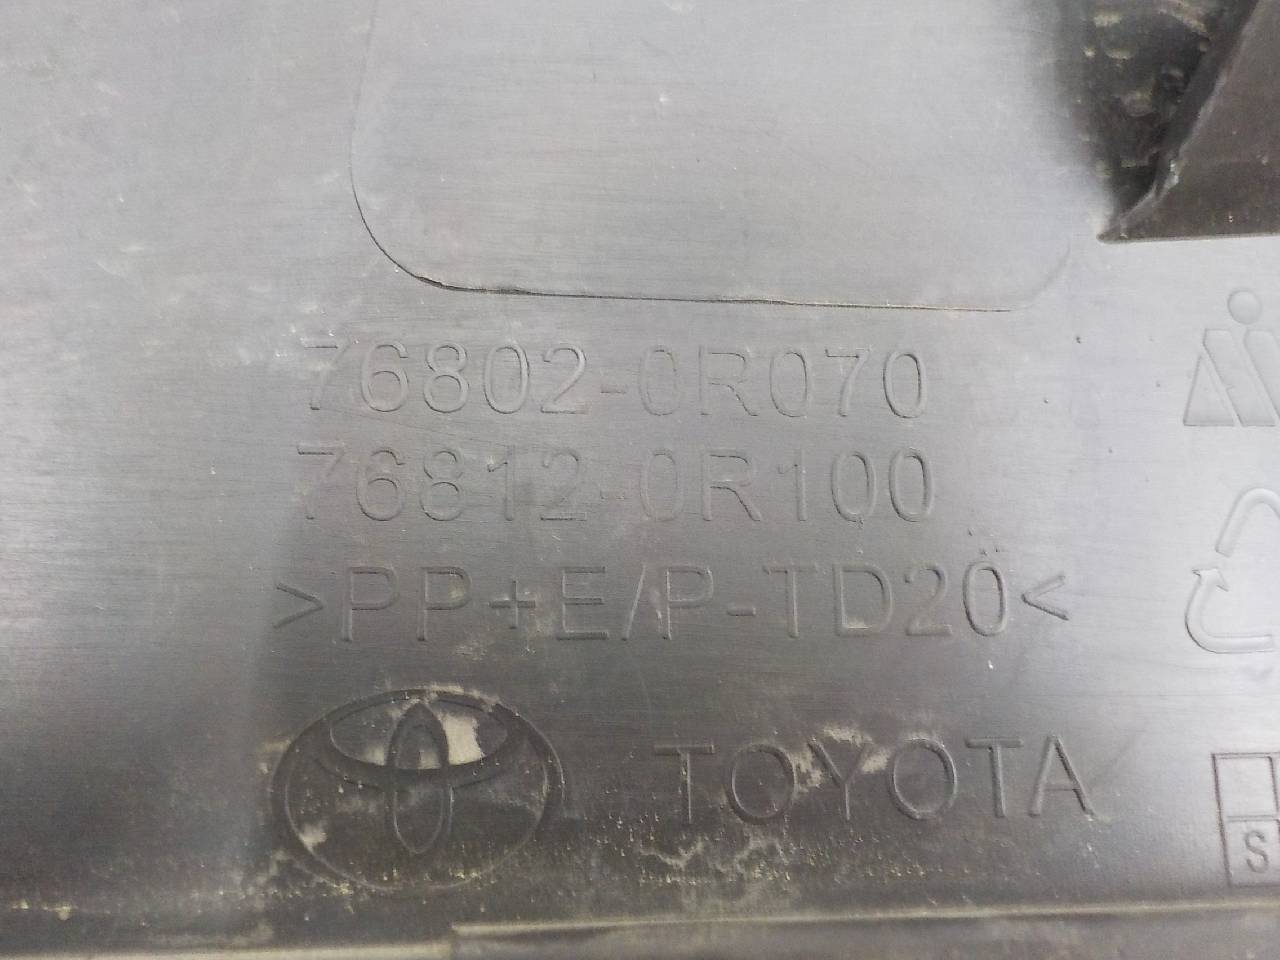 76802-0R070
76812-0R100
>PP+E/P-TD20<
TOYOTA
S